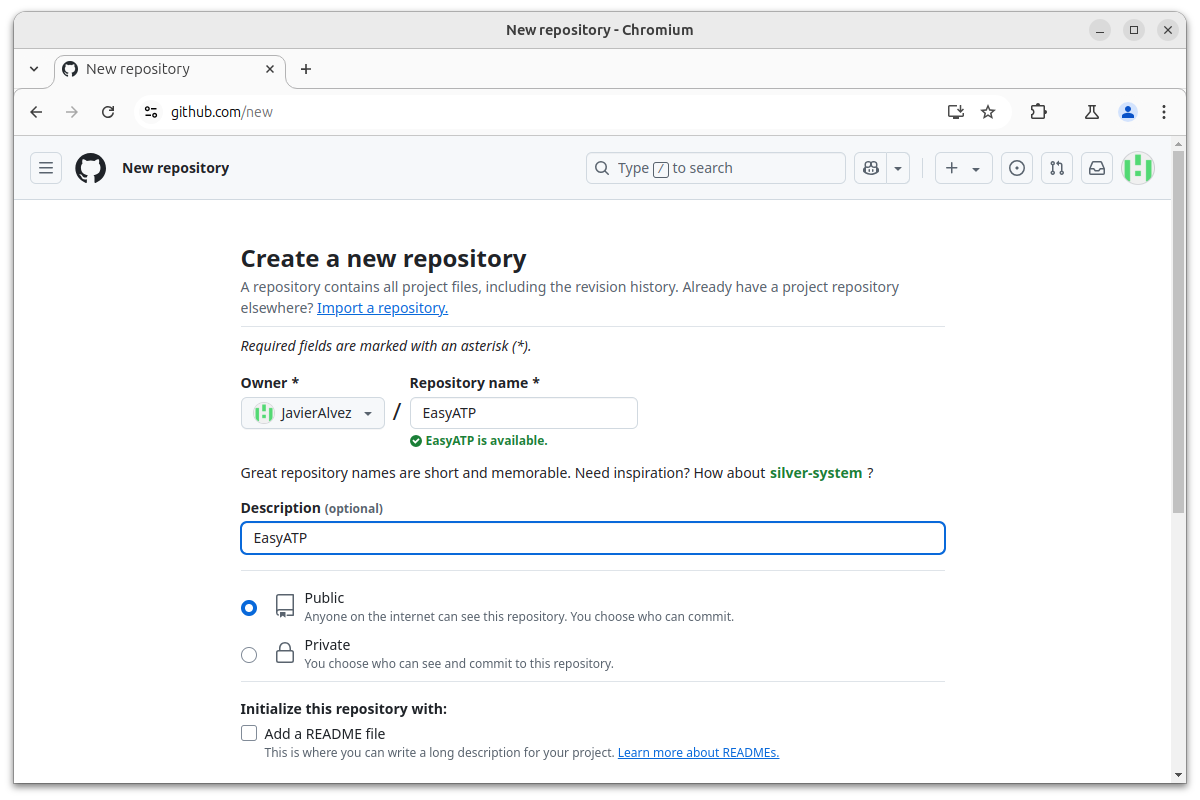 New repository - Chromium
New repository
github.com/new
New repository
Type / to search
Create a new repository
A repository contains all project files, including the revision history. Already have a project repository
elsewhere? Import a repository.
Required fields are marked with an asterisk (*).
Owner * Repository name *
JavierAlvez / EasyATP
EasyATP is available.
Great repository names are short and memorable. Need inspiration? How about silver-system ?
Description (optional)
EasyATP
Public
Anyone on the internet can see this repository. You choose who can commit.
Private
You choose who can see and commit to this repository.
Initialize this repository with:
Add a README file
This is where you can write a long description for your project. Learn more about READMEs.